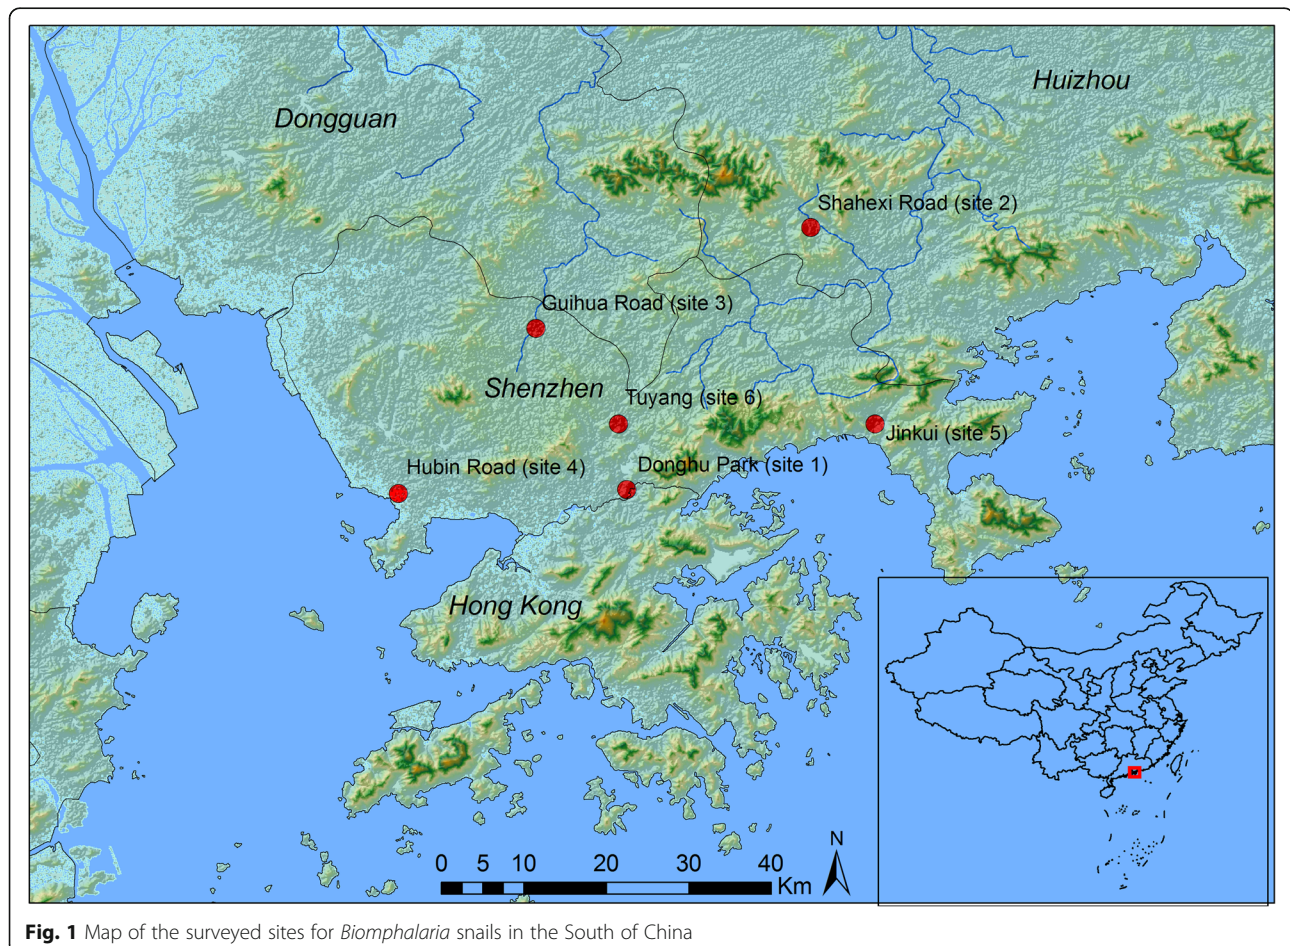 Huizhou
Dongguan
Shahexi Road (site 2)
Guihua Road (site 3)
Shenzhen
Tuyang (site 6)
Jinkui (site 5)
Hubin Road (site 4)
Donghu Park (site 1)
Hong Kong
N
0 5 10 20 30 40
Km
Fig. 1 Map of the surveyed sites for Biomphalaria snails in the South of China